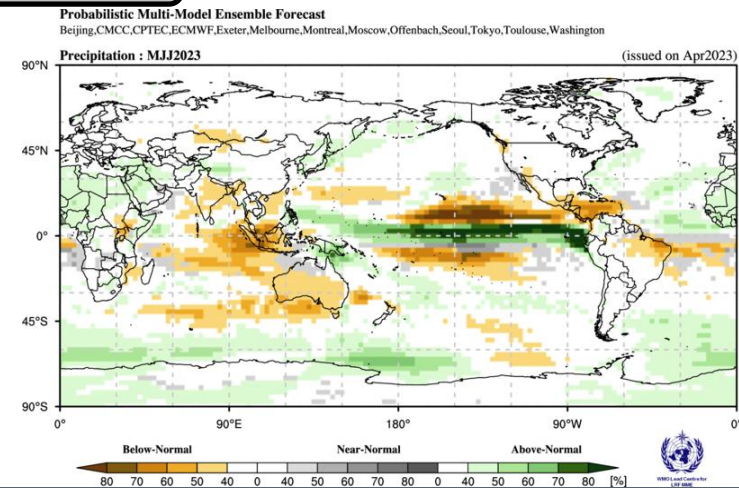 Probabilistic Multi-Model Ensemble Forecast
Beijing,CMCC,CPTEC,ECMWF,Exeter,Melbourne,Montreal,Moscow,Offenbach,Seoul,Tokyo,Toulouse,Washington
Precipitation : MJJ2023 (issued on Apr2023)
90°N
45°N
0°
45°S
90°S
0° 90°E 180° 90°W 0°
Below-Normal Near-Normal Above-Normal
80 70 60 50 40 0 40 50 60 70 80 0 40 50 60 70 80 [%]
WMO Lead Centre for
LRFMME